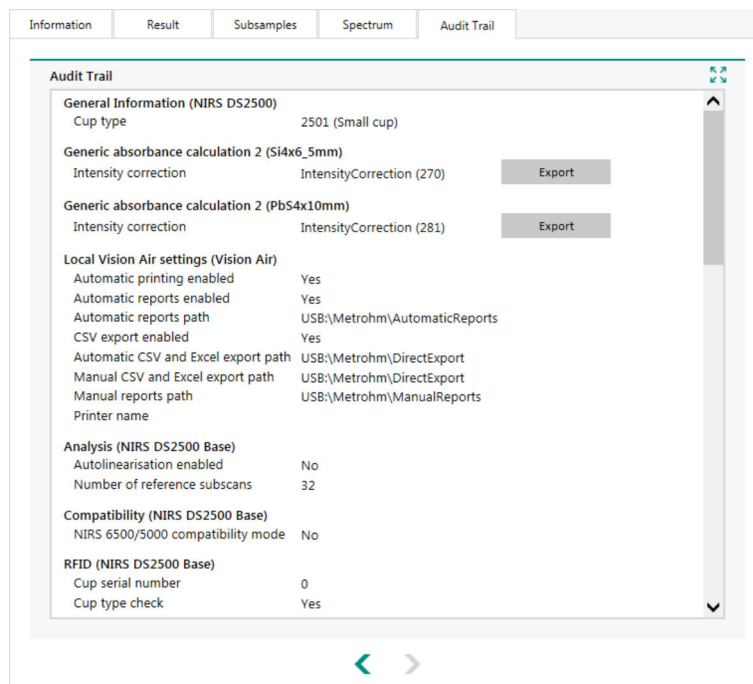 Information Result Subsamples Spectrum Audit Trail
Audit Trail
General Information (NIRS DS2500)
Cup type 2501 (Small cup)
Generic absorbance calculation 2 (Si4x6_5mm)
Intensity correction IntensityCorrection (270) Export
Generic absorbance calculation 2 (PbS4x10mm)
Intensity correction IntensityCorrection (281) Export
Local Vision Air settings (Vision Air)
Automatic printing enabled Yes
Automatic reports enabled Yes
Automatic reports path USB:\Metrohm\AutomaticReports
CSV export enabled Yes
Automatic CSV and Excel export path USB:\Metrohm\DirectExport
Manual CSV and Excel export path USB:\Metrohm\DirectExport
Manual reports path USB:\Metrohm\ManualReports
Printer name
Analysis (NIRS DS2500 Base)
Autolinearisation enabled No
Number of reference subscans 32
Compatibility (NIRS DS2500 Base)
NIRS 6500/5000 compatibility mode No
RFID (NIRS DS2500 Base)
Cup serial number 0
Cup type check Yes